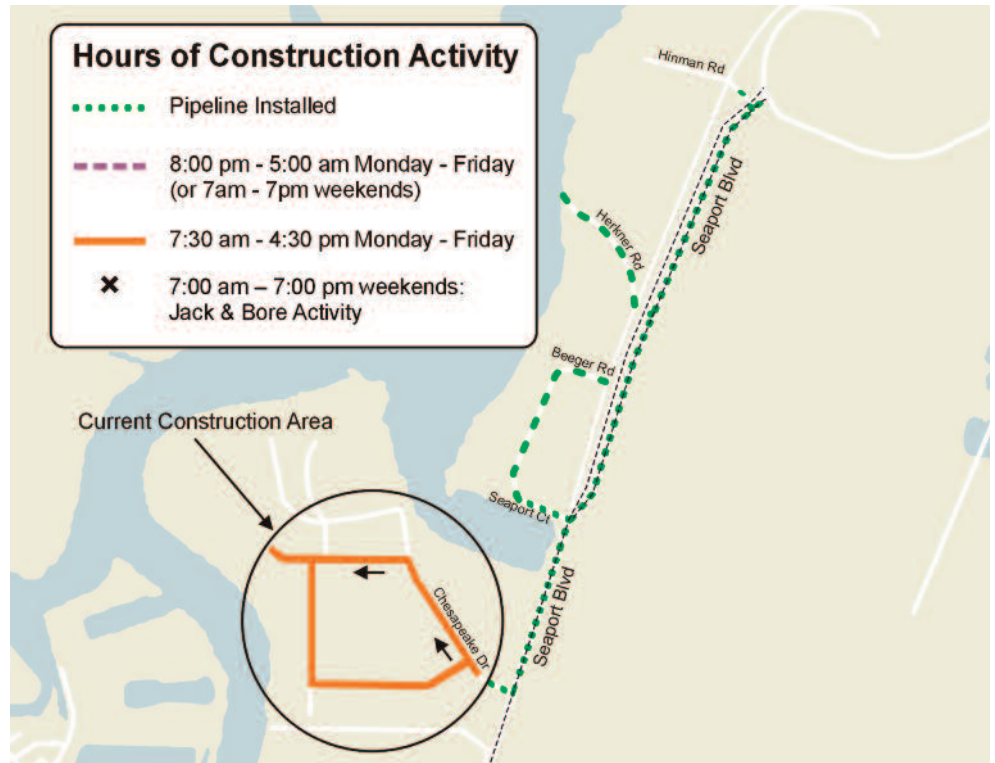 Hours of Construction Activity
Pipeline Installed
8:00 pm - 5:00 am Monday - Friday
(or 7am - 7pm weekends)
7:30 am - 4:30 pm Monday - Friday
7:00 am – 7:00 pm weekends:
Jack & Bore Activity
Hinman Rd
Seaport Blvd
Herkner Rd
Beeger Rd
Current Construction Area
Seaport Ct
Seaport Blvd
Chesapeake Dr